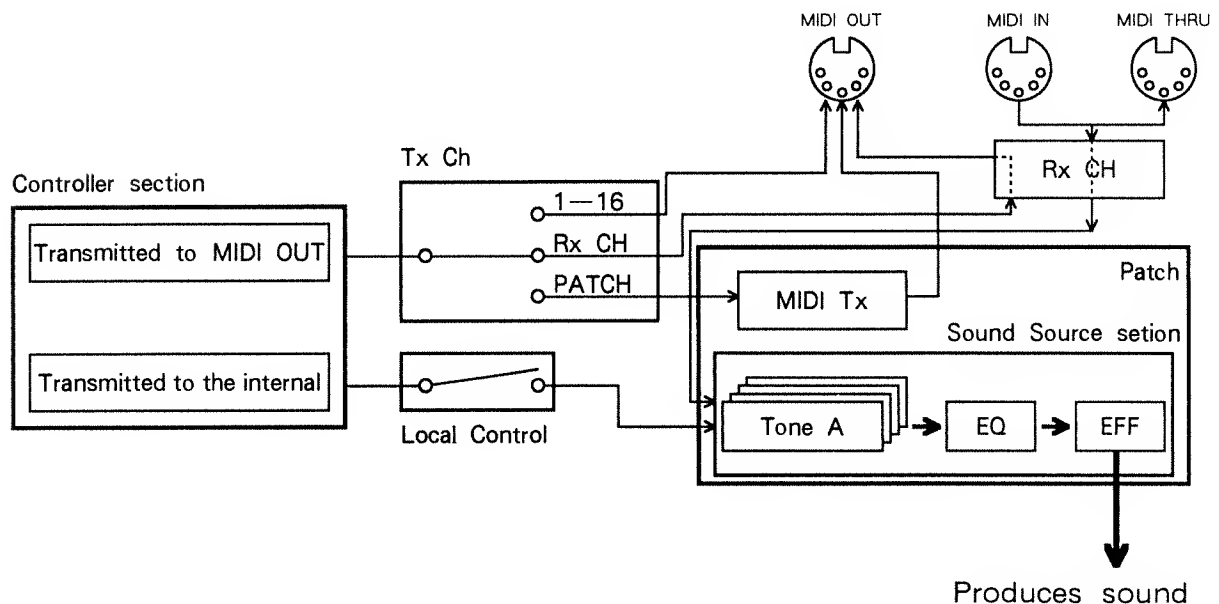 MIDI OUT
MIDI IN
MIDI THRU
Tx Ch
Rx CH
Controller section
1—16
Transmitted to MIDI OUT
Rx CH
Patch
PATCH
MIDI Tx
Sound Source setion
Transmitted to the internal
Tone A
EQ
EFF
Local Control
Produces sound